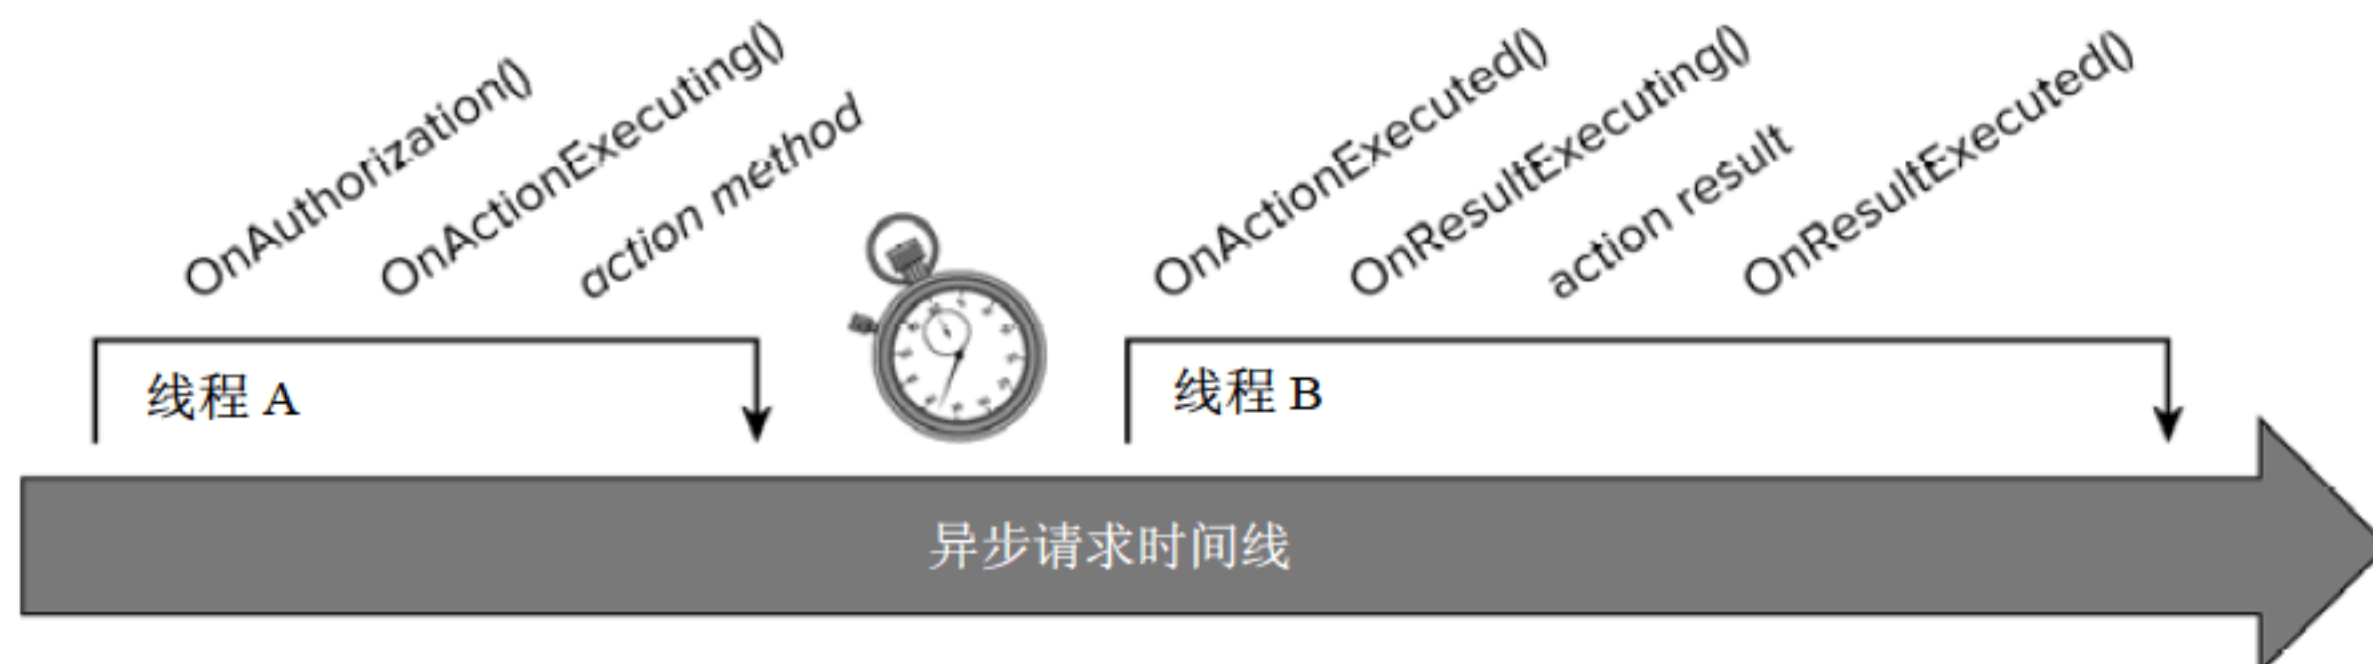 OnAuthorization()
OnActionExecuting()
action method
OnActionExecuted()
OnResultExecuting()
action result
OnResultExecuted()
线程 A
线程 B
异步请求时间线